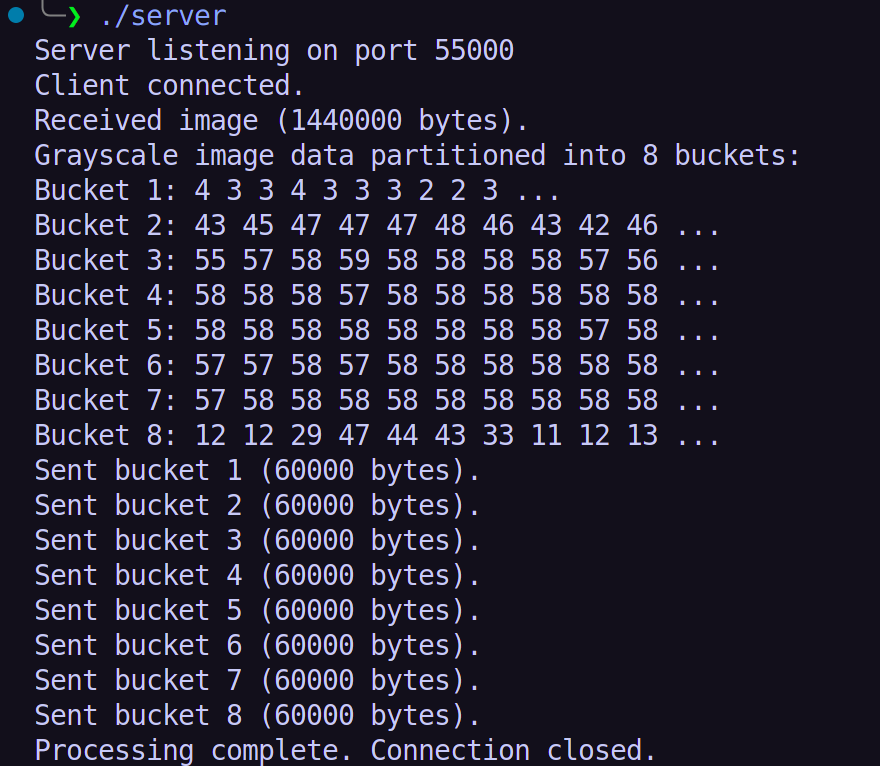 ╰─❯ ./server
Server listening on port 55000
Client connected.
Received image (1440000 bytes).
Grayscale image data partitioned into 8 buckets:
Bucket 1: 4 3 3 4 3 3 3 2 2 3 ...
Bucket 2: 43 45 47 47 47 48 46 43 42 46 ...
Bucket 3: 55 57 58 59 58 58 58 58 57 56 ...
Bucket 4: 58 58 58 57 58 58 58 58 58 58 ...
Bucket 5: 58 58 58 58 58 58 58 58 57 58 ...
Bucket 6: 57 57 58 57 58 58 58 58 58 58 ...
Bucket 7: 57 58 58 58 58 58 58 58 58 58 ...
Bucket 8: 12 12 29 47 44 43 33 11 12 13 ...
Sent bucket 1 (60000 bytes).
Sent bucket 2 (60000 bytes).
Sent bucket 3 (60000 bytes).
Sent bucket 4 (60000 bytes).
Sent bucket 5 (60000 bytes).
Sent bucket 6 (60000 bytes).
Sent bucket 7 (60000 bytes).
Sent bucket 8 (60000 bytes).
Processing complete. Connection closed.